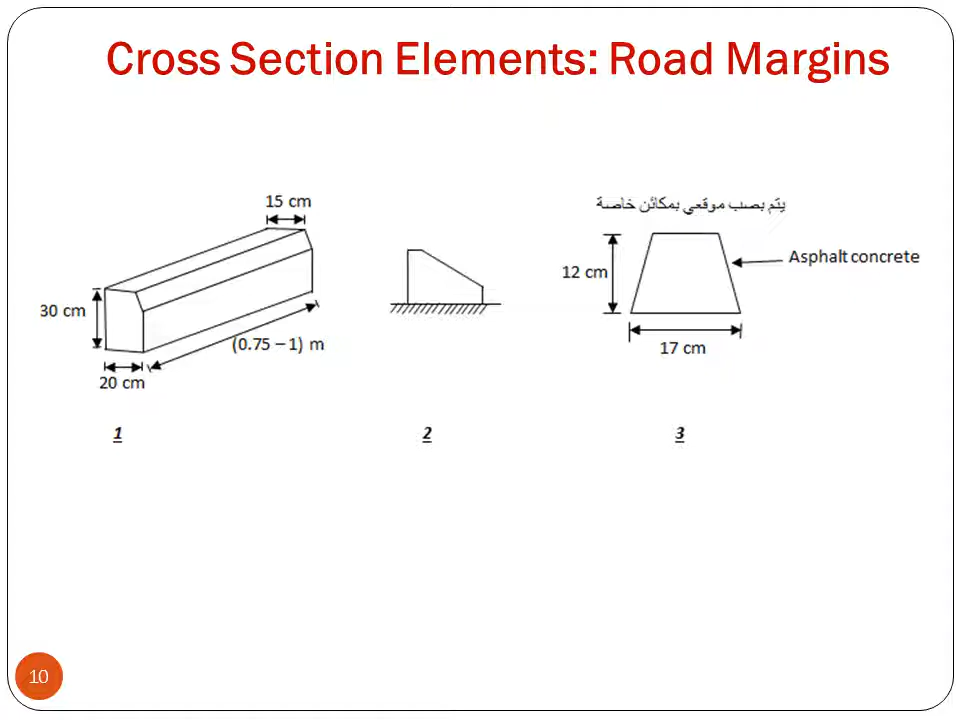 Cross Section Elements: Road Margins
15 cm
30 cm
(0.75 – 1) m
20 cm
1
2
يتم بصب موقعي بمكائن خاصة
Asphalt concrete
12 cm
17 cm
3
10